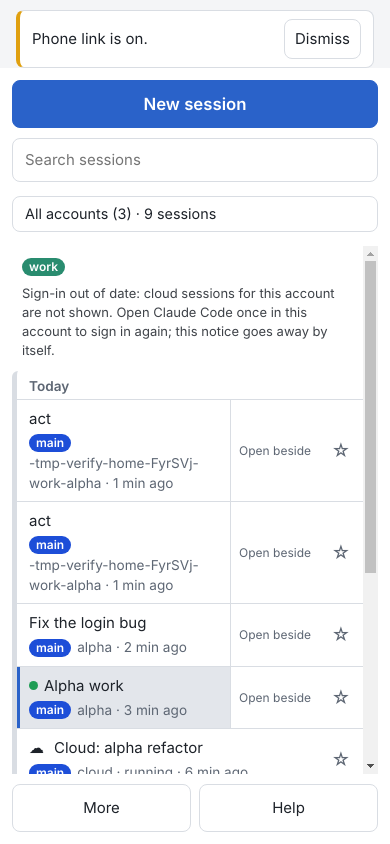 Phone link is on.
Dismiss
New session
Search sessions
All accounts (3) · 9 sessions
work
Sign-in out of date: cloud sessions for this account
are not shown. Open Claude Code once in this
account to sign in again; this notice goes away by
itself.
Today
act
main
-tmp-verify-home-FyrSVj-
work-alpha · 1 min ago
Open beside ☆
act
main
-tmp-verify-home-FyrSVj-
work-alpha · 1 min ago
Open beside ☆
Fix the login bug
main alpha · 2 min ago
Open beside ☆
Alpha work
main alpha · 3 min ago
Open beside ☆
☁ Cloud: alpha refactor
main cloud · running · 6 min ago
☆
More
Help